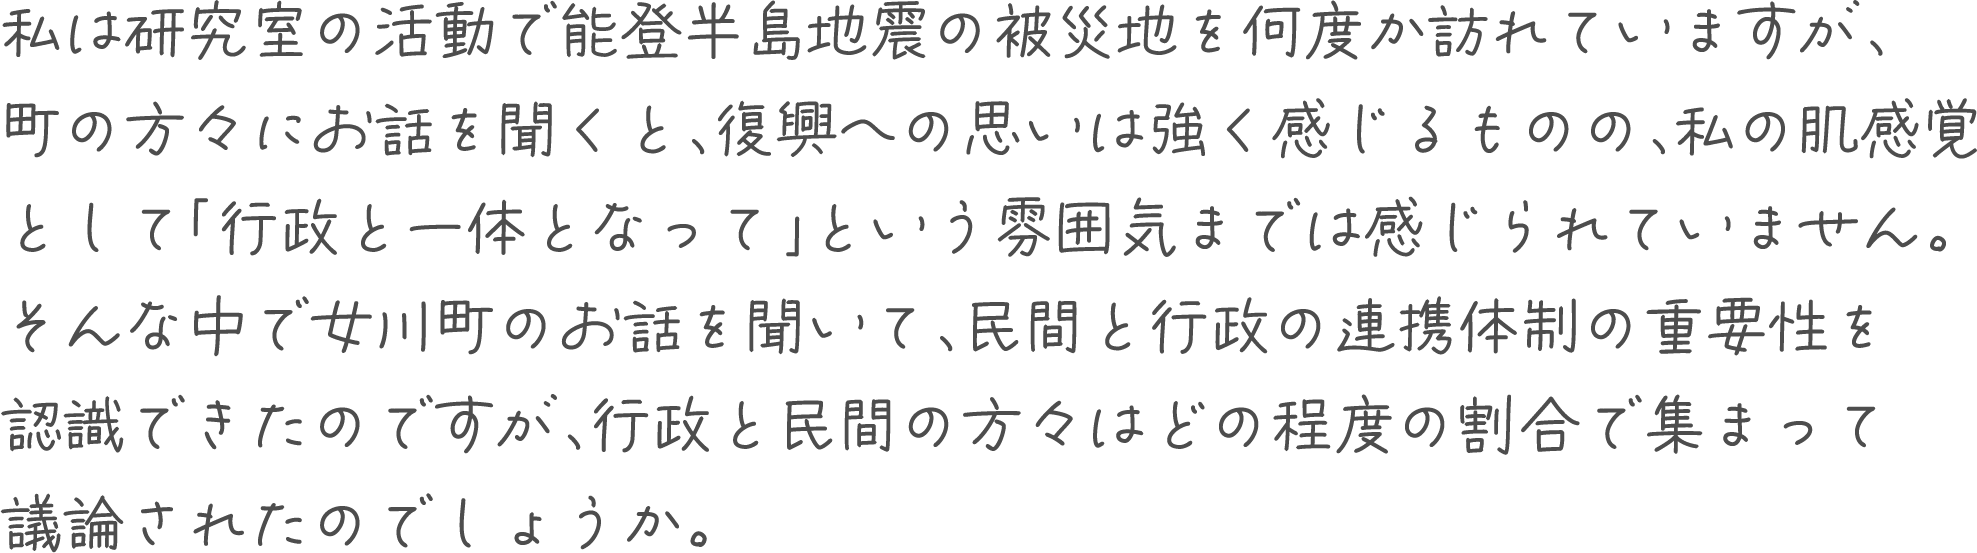 私は研究室の活動で能登半島地震の被災地を何度か訪れていますが、
町の方々にお話を聞くと、復興への思いは強く感じるものの、私の肌感覚
として「行政と一体となって」という雰囲気までは感じられていません。
そんな中で女川町のお話を聞いて、民間と行政の連携体制の重要性を
認識できたのですが、行政と民間の方々はどの程度の割合で集まって
議論されたのでしょうか。